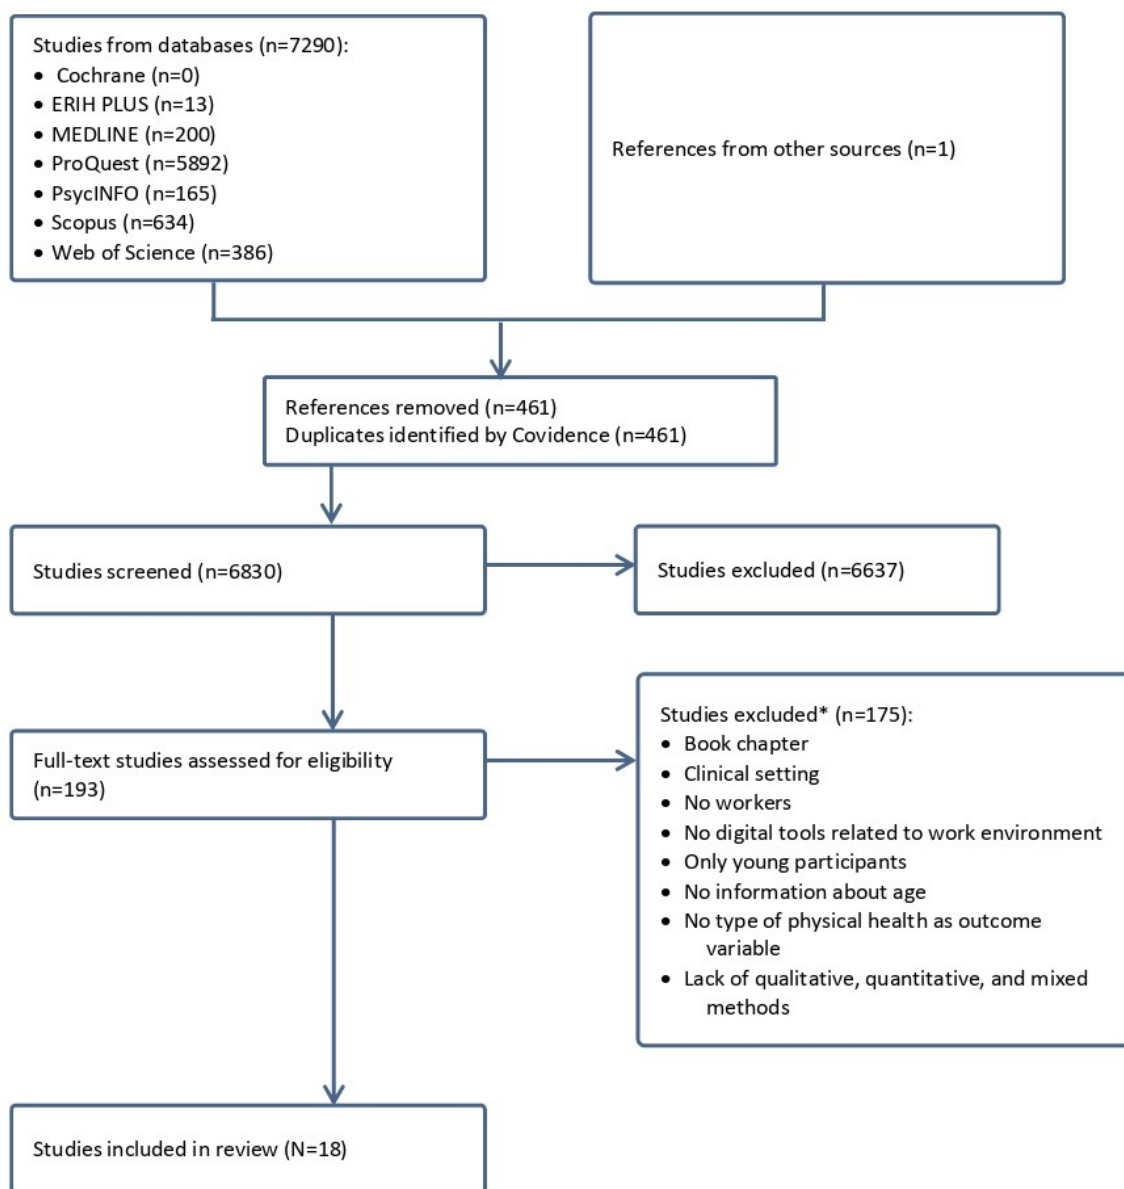 Studies from databases (n=7290):
• Cochrane (n=0)
• ERIH PLUS (n=13)
• MEDLINE (n=200)
• ProQuest (n=5892)
• PsycINFO (n=165)
• Scopus (n=634)
• Web of Science (n=386)
References from other sources (n=1)
References removed (n=461)
Duplicates identified by Covidence (n=461)
Studies screened (n=6830)
Studies excluded (n=6637)
Full-text studies assessed for eligibility
(n=193)
Studies excluded* (n=175):
• Book chapter
• Clinical setting
• No workers
• No digital tools related to work environment
• Only young participants
• No information about age
• No type of physical health as outcome
variable
• Lack of qualitative, quantitative, and mixed
methods
Studies included in review (N=18)